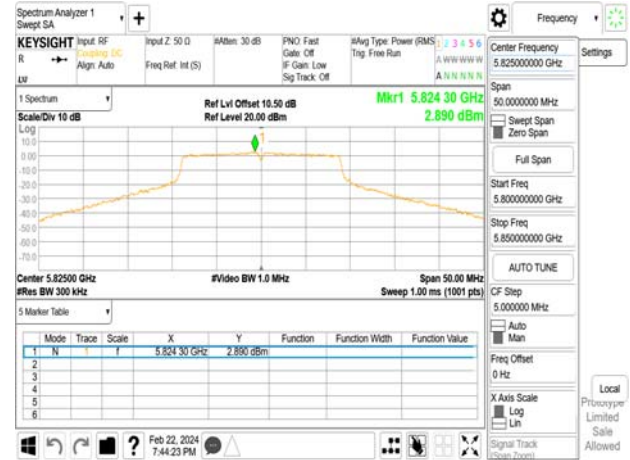 Spectrum Analyzer 1
Swept SA
+
Frequency
KEYSIGHT Input: RF Input Z: 50 Ω #Atten: 30 dB PNO: Fast #Avg Type: Power (RMS 1 2 3 4 5 6
R Coupling: DC Gate: Off Trig: Free Run A WW WW WW
Align: Auto Freq Ref: Int (S) IF Gain: Low A N N N N N
LXI Sig Track: Off
1 Spectrum
Scale/Div 10 dB
Ref Lvl Offset 10.50 dB
Ref Level 20.00 dBm
Mkr1 5.824 30 GHz
2.890 dBm
Log
10.0
0.00
-10.0
-20.0
-30.0
-40.0
-50.0
-60.0
-70.0
1
Center 5.82500 GHz #Video BW 1.0 MHz Span 50.00 MHz
#Res BW 300 kHz Sweep 1.00 ms (1001 pts)
5 Marker Table
Mode Trace Scale X Y Function Function Width Function Value
1 N 1 f 5.824 30 GHz 2.890 dBm
2
3
4
5
6
Feb 22, 2024
7:44:23 PM
?
Center Frequency
5.825000000 GHz
Settings
Span
50.0000000 MHz
Swept Span
Zero Span
Full Span
Start Freq
5.800000000 GHz
Stop Freq
5.850000000 GHz
AUTO TUNE
CF Step
5.000000 MHz
Auto
Man
Freq Offset
0 Hz
X Axis Scale
Log
Lin
Signal Track
(Span Zoom)
Local
Prototype
Limited
Sale
Allowed